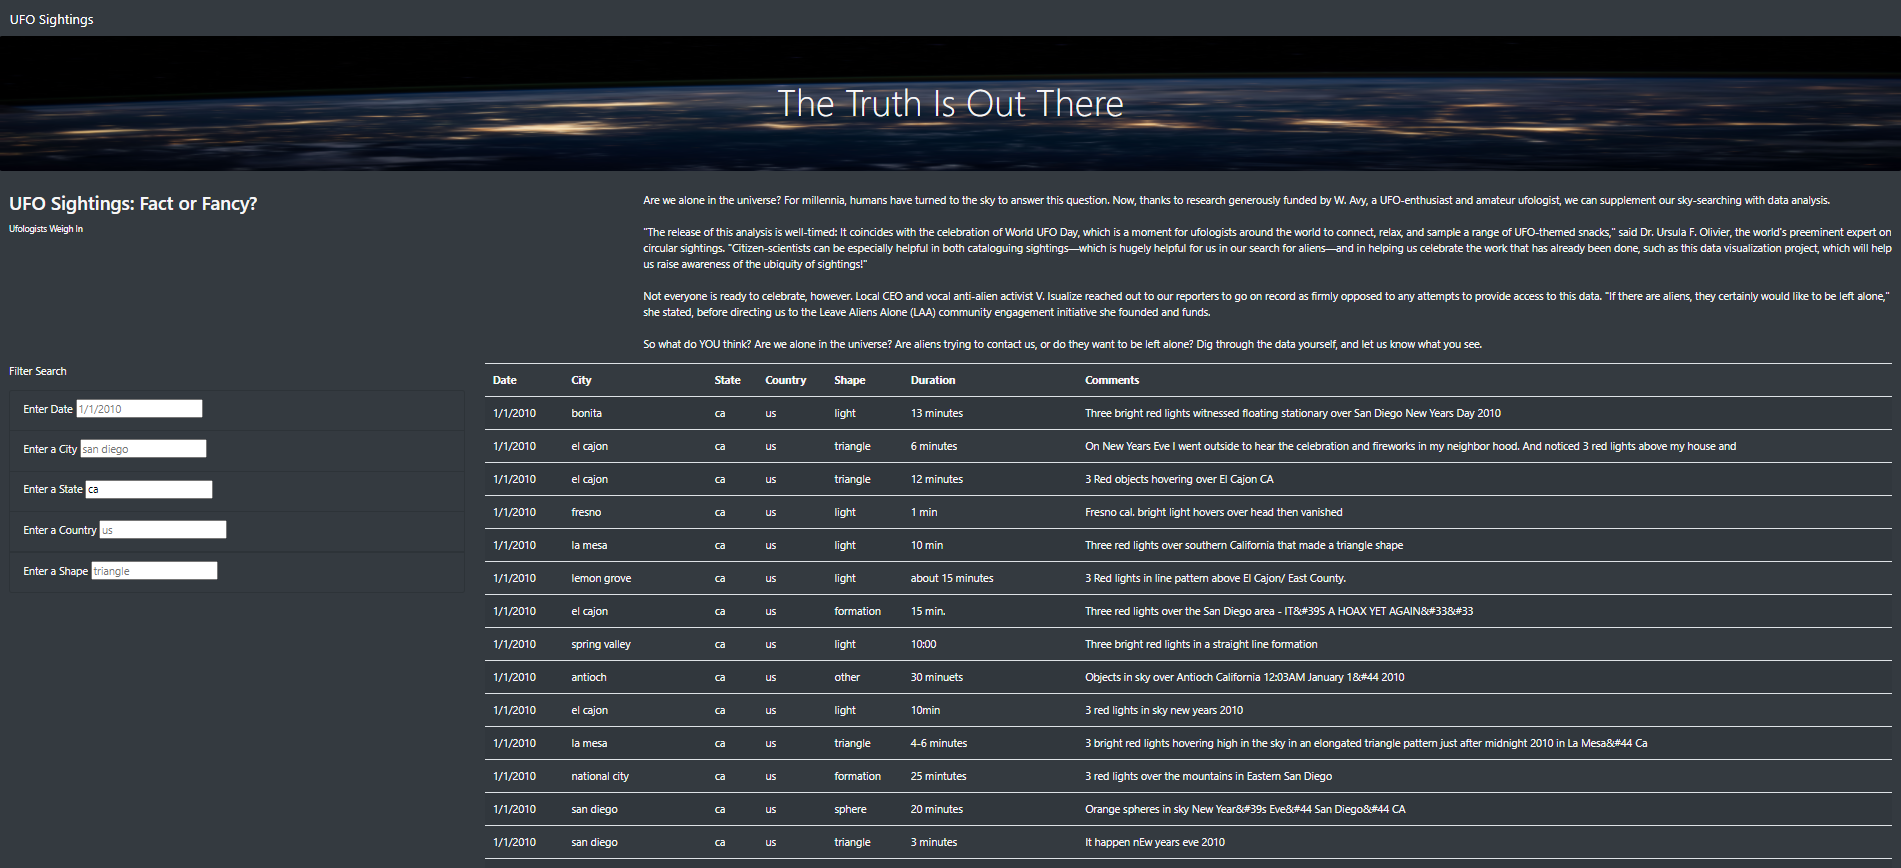 UFO Sightings
The Truth Is Out There
UFO Sightings: Fact or Fancy?
Ufologists Weigh In
Are we alone in the universe? For millennia, humans have turned to the sky to answer this question. Now, thanks to research generously funded by W. Avy, a UFO-enthusiast and amateur ufologist, we can supplement our sky-searching with data analysis.
"The release of this analysis is well-timed: It coincides with the celebration of World UFO Day, which is a moment for ufologists around the world to connect, relax, and sample a range of UFO-themed snacks," said Dr. Ursula F. Olivier, the world's preeminent expert on
circular sightings. "Citizen-scientists can be especially helpful in both cataloguing sightings—which is hugely helpful for us in our search for aliens—and in helping us celebrate the work that has already been done, such as this data visualization project, which will help
us raise awareness of the ubiquity of sightings!"
Not everyone is ready to celebrate, however. Local CEO and vocal anti-alien activist V. Isualize reached out to our reporters to go on record as firmly opposed to any attempts to provide access to this data. "If there are aliens, they certainly would like to be left alone,"
she stated, before directing us to the Leave Aliens Alone (LAA) community engagement initiative she founded and funds.
So what do YOU think? Are we alone in the universe? Are aliens trying to contact us, or do they want to be left alone? Dig through the data yourself, and let us know what you see.
Filter Search
Enter Date 1/1/2010
Enter a City san diego
Enter a State ca
Enter a Country us
Enter a Shape triangle
Date City State Country Shape Duration Comments
1/1/2010 bonita ca us light 13 minutes Three bright red lights witnessed floating stationary over San Diego New Years Day 2010
1/1/2010 el cajon ca us triangle 6 minutes On New Years Eve I went outside to hear the celebration and fireworks in my neighbor hood. And noticed 3 red lights above my house and
1/1/2010 el cajon ca us triangle 12 minutes 3 Red objects hovering over El Cajon CA
1/1/2010 fresno ca us light 1 min Fresno cal. bright light hovers over head then vanished
1/1/2010 la mesa ca us light 10 min Three red lights over southern California that made a triangle shape
1/1/2010 lemon grove ca us light about 15 minutes 3 Red lights in line pattern above El Cajon/ East County.
1/1/2010 el cajon ca us formation 15 min. Three red lights over the San Diego area - IT&#39S A HOAX YET AGAIN&#33&#33
1/1/2010 spring valley ca us light 10:00 Three bright red lights in a straight line formation
1/1/2010 antioch ca us other 30 minuets Objects in sky over Antioch California 12:03AM January 1&#44 2010
1/1/2010 el cajon ca us light 10min 3 red lights in sky new years 2010
1/1/2010 la mesa ca us triangle 4-6 minutes 3 bright red lights hovering high in the sky in an elongated triangle pattern just after midnight 2010 in La Mesa&#44 Ca
1/1/2010 national city ca us formation 25 mintutes 3 red lights over the mountains in Eastern San Diego
1/1/2010 san diego ca us sphere 20 minutes Orange spheres in sky New Year&#39s Eve&#44 San Diego&#44 CA
1/1/2010 san diego ca us triangle 3 minutes It happen nEw years eve 2010